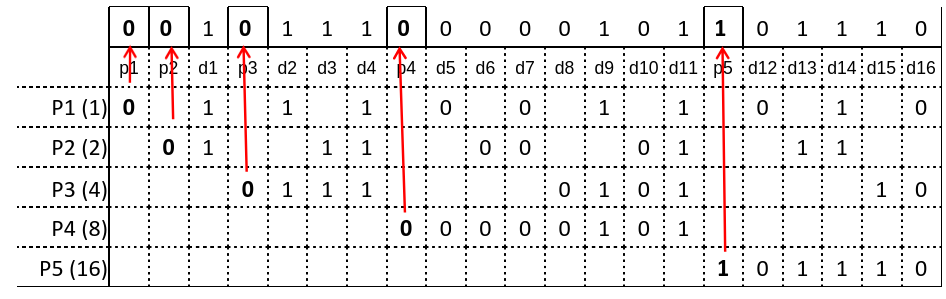 0 0 1 0 1 1 1 0 0 0 0 0 1 0 1 1 0 1 1 1 0
p1 p2 d1 p3 d2 d3 d4 p4 d5 d6 d7 d8 d9 d10 d11 p5 d12 d13 d14 d15 d16
P1 (1) 0 1 1 1 0 0 1 1 0 1 0
P2 (2) 0 1 1 1 0 0 0 1 1 1
P3 (4) 0 1 1 1 0 1 0 1 1 0
P4 (8) 0 0 0 0 0 1 0 1
P5 (16) 1 0 1 1 1 0